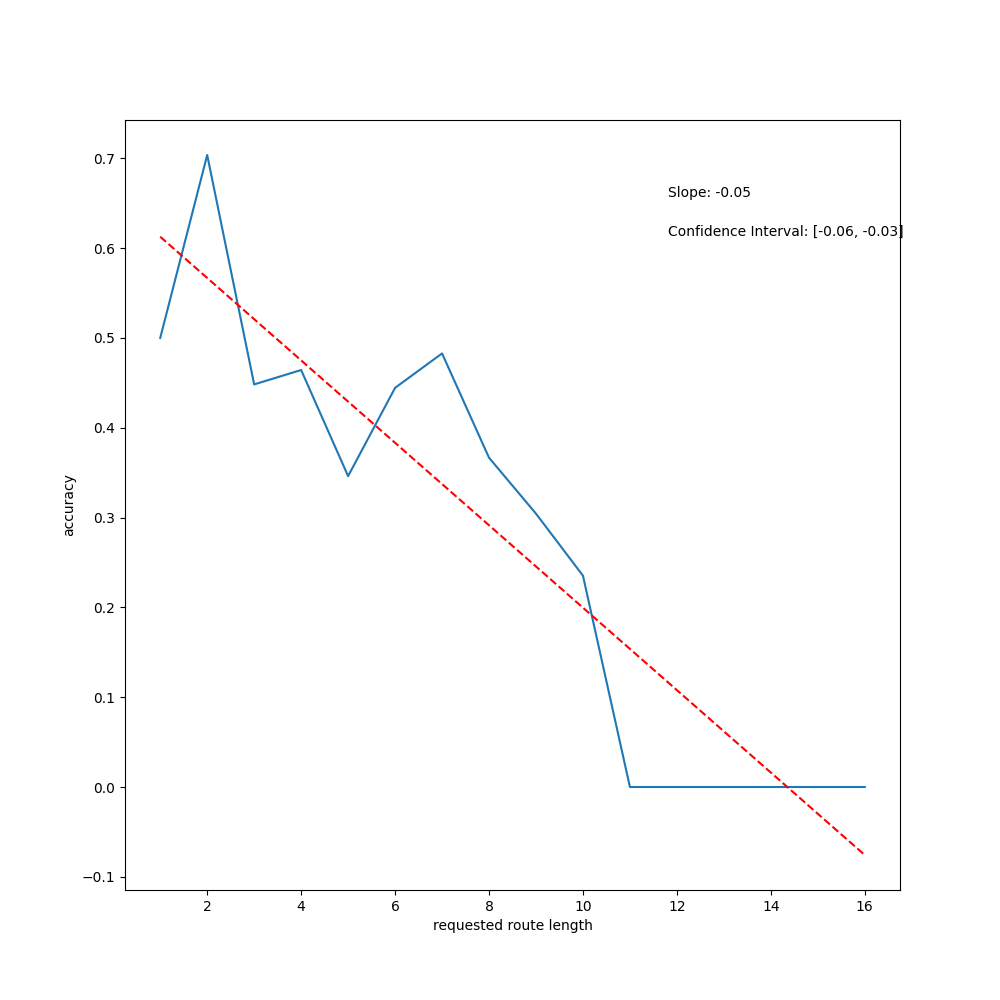 Slope: -0.05
Confidence Interval: [-0.06, -0.03]
0.7
0.6
0.5
0.4
0.3
0.2
0.1
0.0
−0.1
accuracy
2 4 6 8 10 12 14 16
requested route length